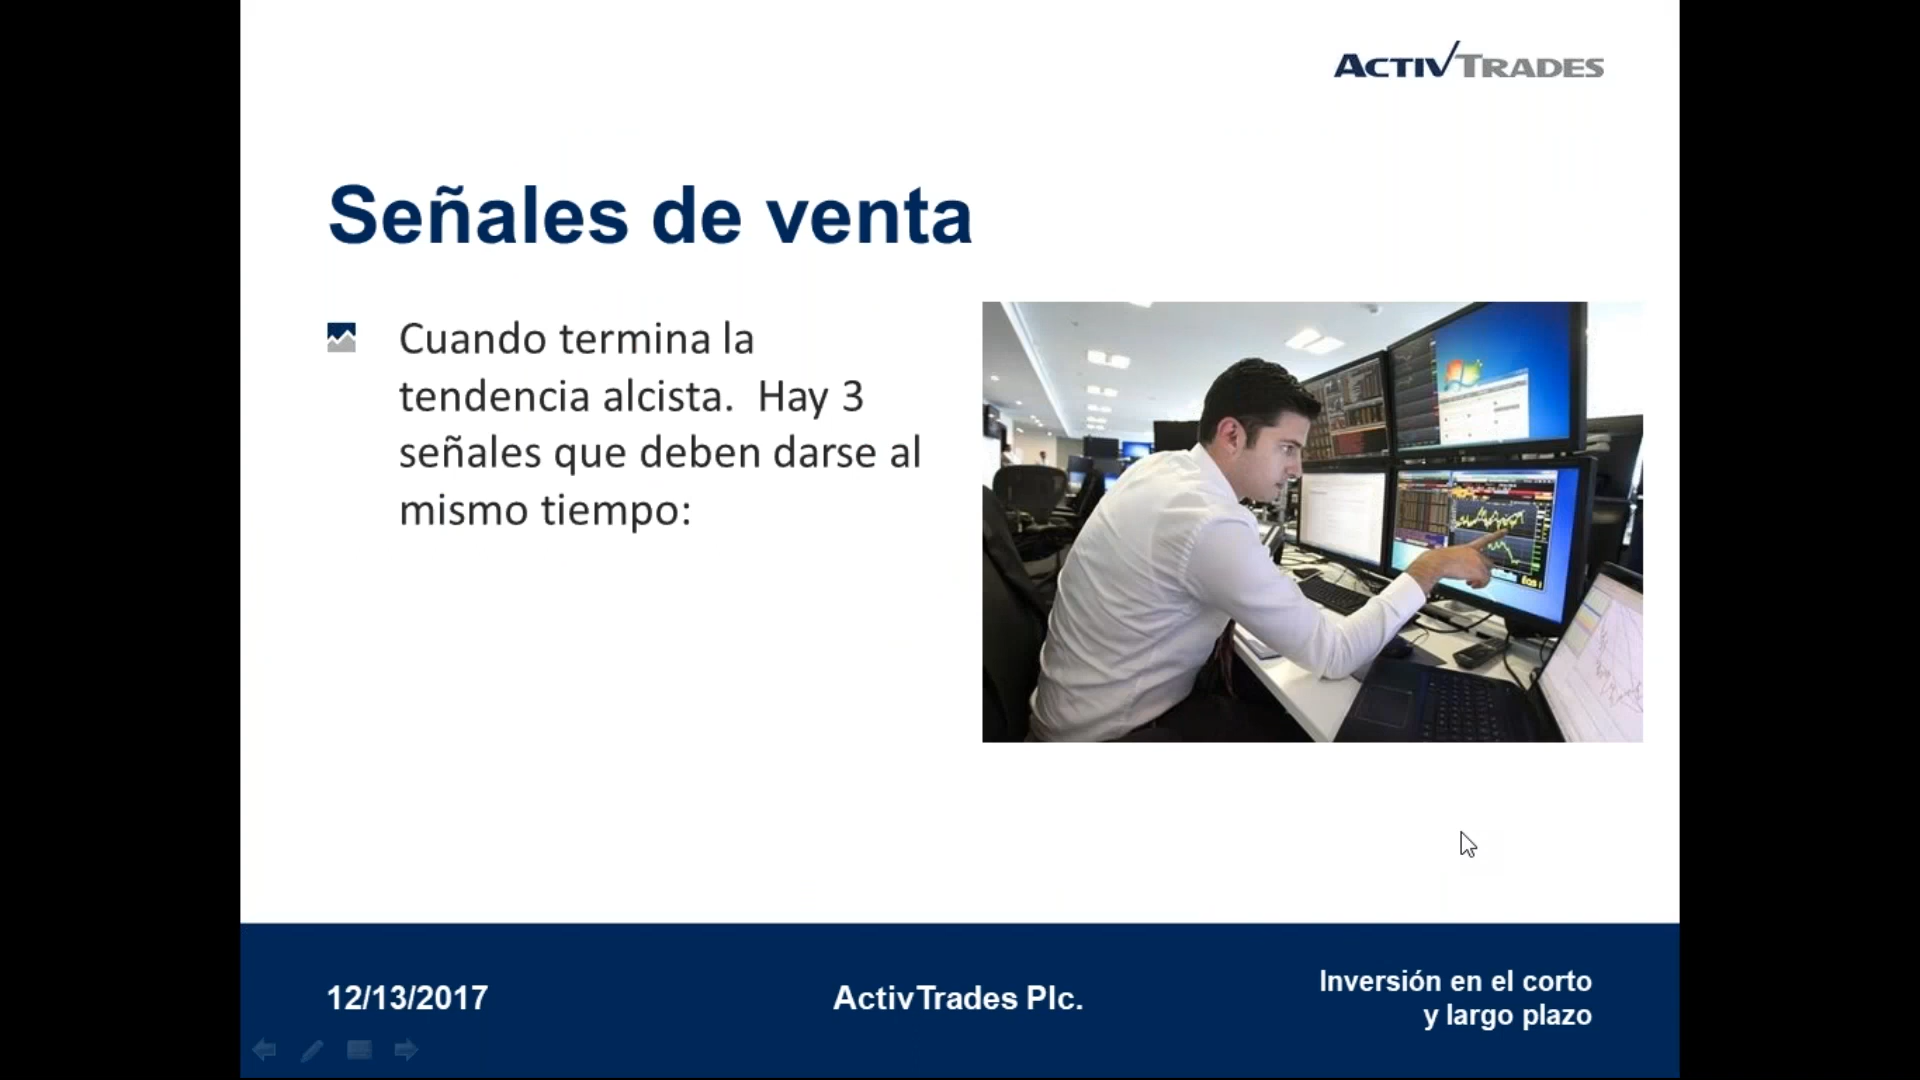 ACTIVTRADES
Señales de venta
Cuando termina la
tendencia alcista.  Hay 3
señales que deben darse al
mismo tiempo:
12/13/2017
ActivTrades Plc.
Inversión en el corto
y largo plazo